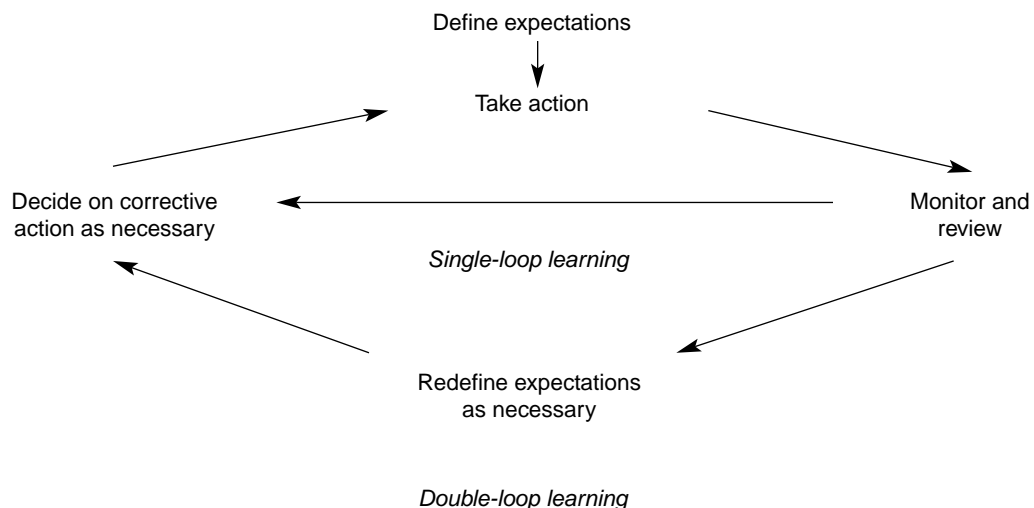 Define expectations
Take action
Decide on corrective
action as necessary
Monitor and
review
Single-loop learning
Redefine expectations
as necessary
Double-loop learning